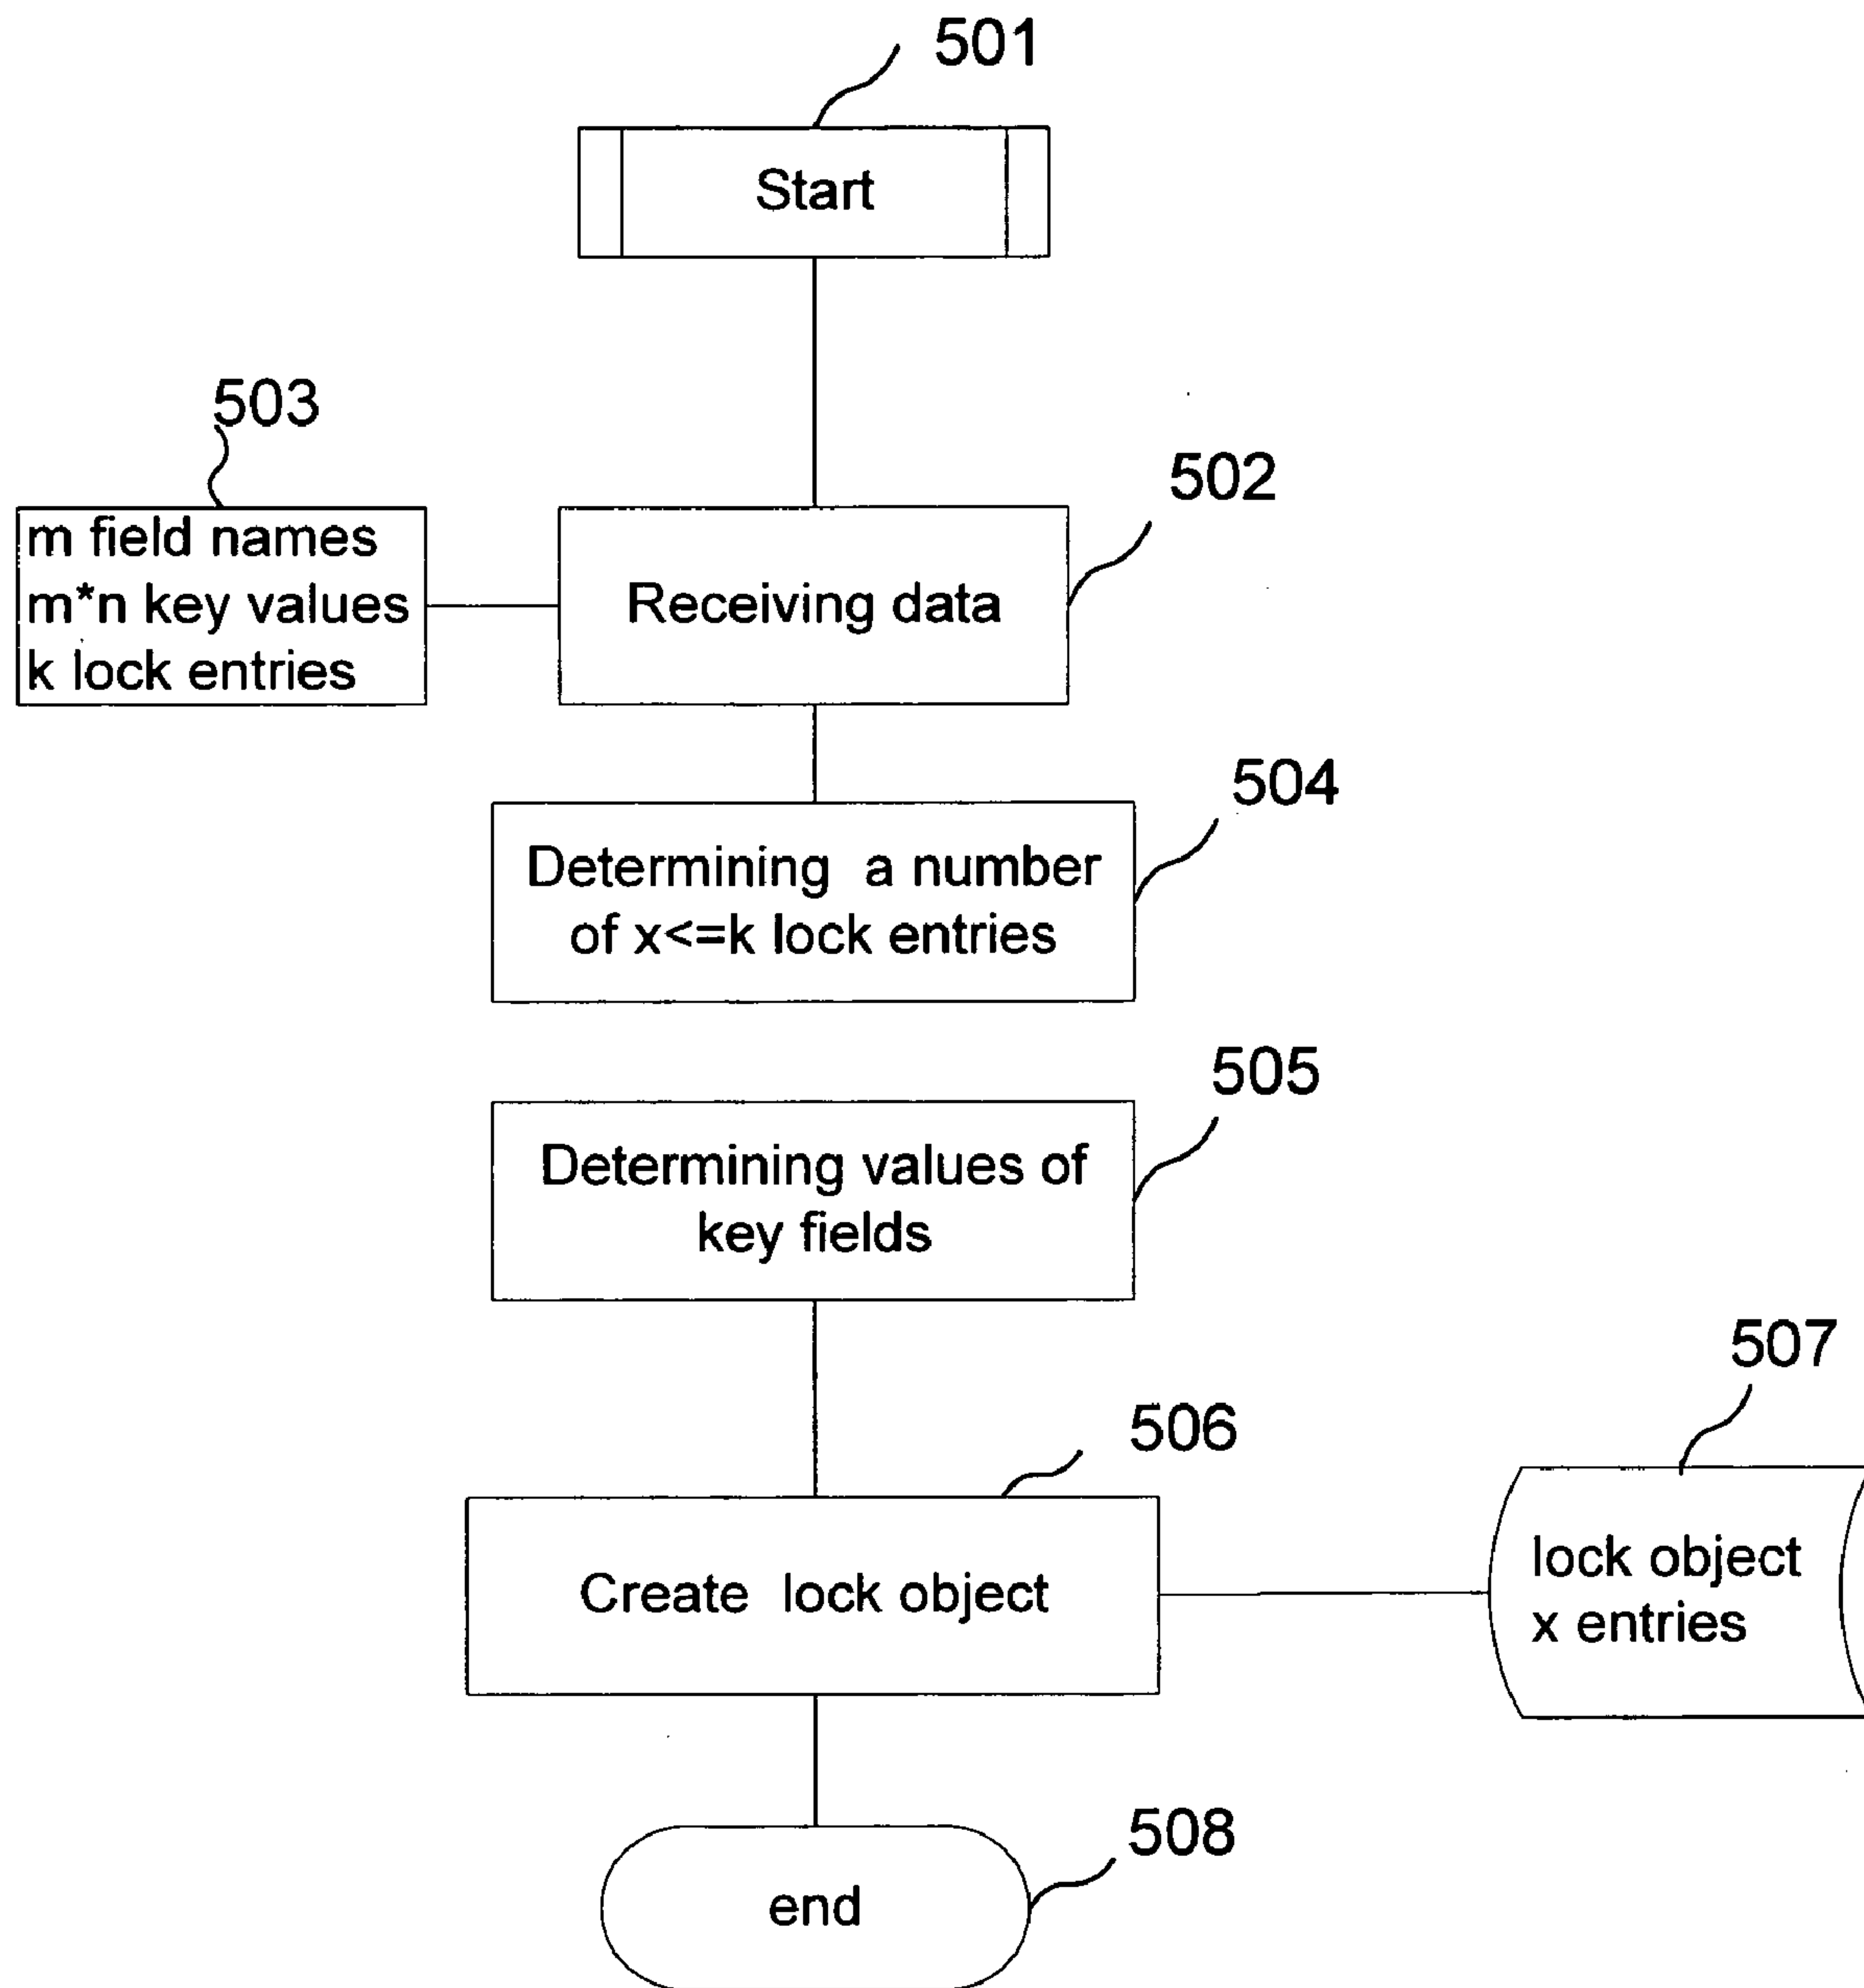 501
Start
503
502
m field names
m*n key values
k lock entries
Receiving data
504
Determining a number
of x<=k lock entries
505
Determining values of
key fields
507
506
lock object
x entries
Create lock object
508
end